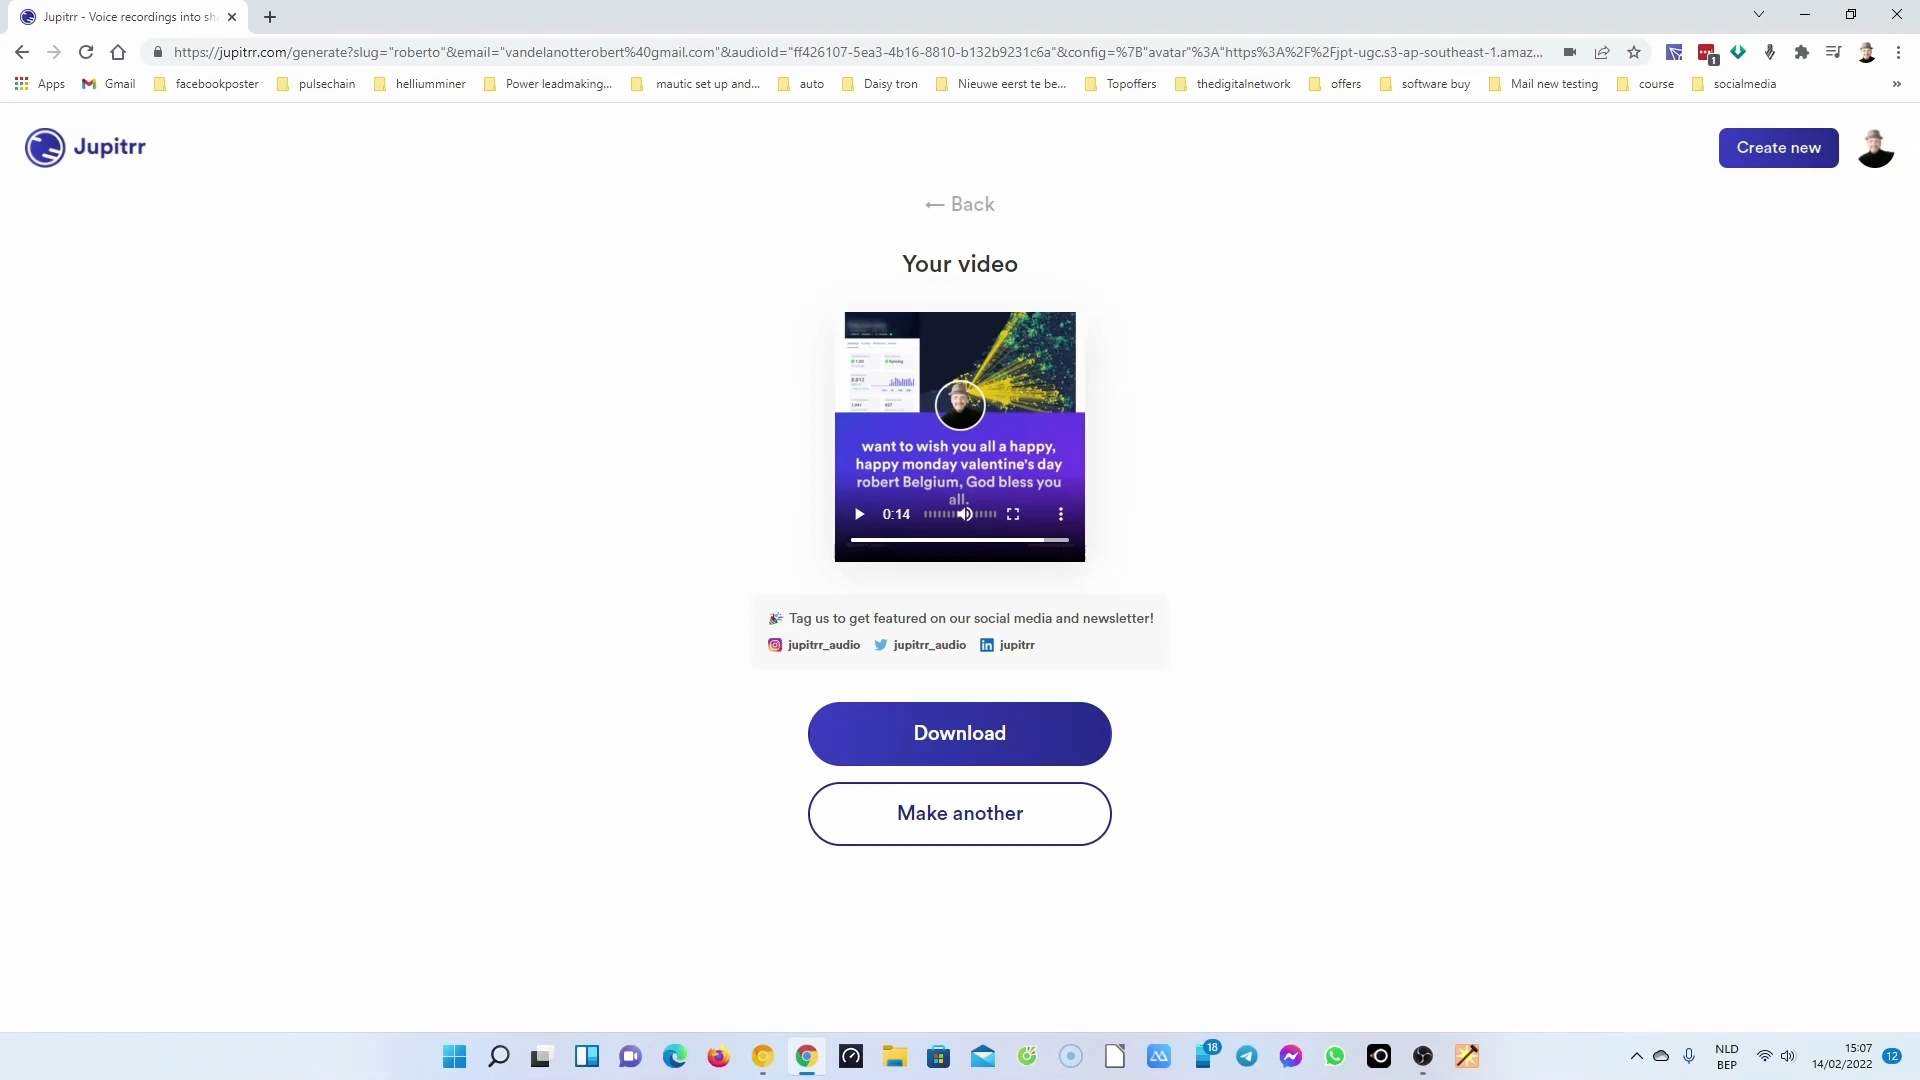 Jupitrr - Voice recordings into sh
https://jupitrr.com/generate?slug="roberto"&email="vandelanotterobert%40gmail.com"&audioId="ff426107-5ea3-4b16-8810-b132b9231c6a"&config=%7B"avatar"%3A"https%3A%2F%2Fjpt-ugc.s3-ap-southeast-1.amaz...
1
Apps
Gmail
facebookposter
pulsechain
helliumminer
Power leadmaking...
mautic set up and...
auto
Daisy tron
Nieuwe eerst te be...
Topoffers
thedigitalnetwork
offers
software buy
Mail new testing
course
socialmedia
»
Jupitrr
Create new
← Back
Your video
want to wish you all a happy,
happy monday valentine's day
robert Belgium, God bless you
all.
0:14
Tag us to get featured on our social media and newsletter!
jupitrr_audio jupitrr_audio jupitrr
Download
Make another
18
NLD
BEP
15:07
14/02/2022
12